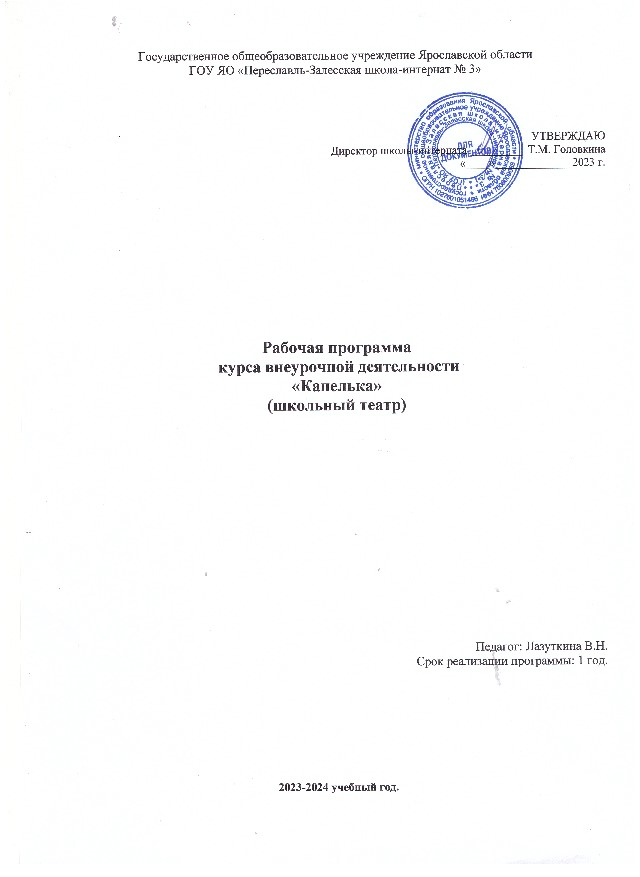 Государственное общеобразовательное учреждение Ярославской области
ГОУ ЯО «Переславль-Залесская школа-интернат № 3»
УТВЕРЖДАЮ
Директор школы-интерната Т.М. Головкина
« 2023 г.
ДЛЯ
ДОКУМЕНТОВ
Рабочая программа
курса внеурочной деятельности
«Капелька»
(школьный театр)
Педагог: Лазуткина В.Н.
Срок реализации программы: 1 год.
2023-2024 учебный год.